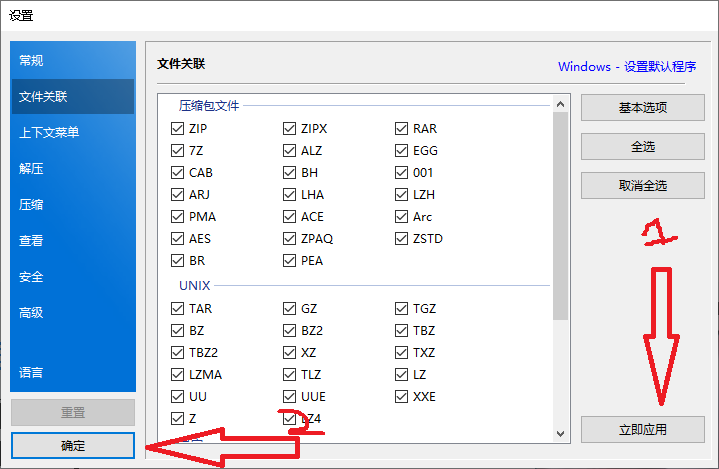 设置
常规
文件关联
上下文菜单
解压
压缩
查看
安全
高级
语言
重置
确定
文件关联
Windows - 设置默认程序
压缩包文件
ZIP ZIPX RAR
7Z ALZ EGG
CAB BH 001
ARJ LHA LZH
PMA ACE Arc
AES ZPAQ ZSTD
BR PEA
UNIX
TAR GZ TGZ
BZ BZ2 TBZ
TBZ2 XZ TXZ
LZMA TLZ LZ
UU UUE XXE
Z LZ4
基本选项
全选
取消全选
1
立即应用
2